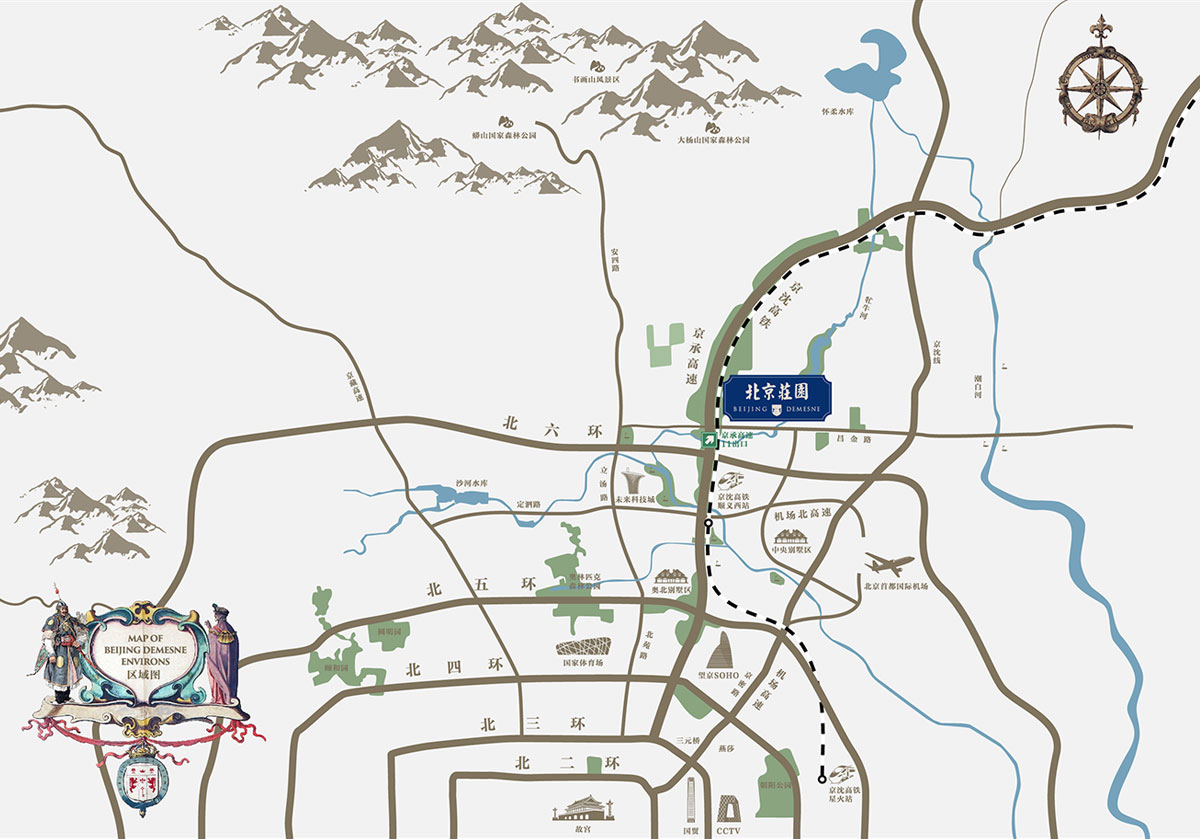 书画山风景区
蟒山国家森林公园
大杨山国家森林公园
怀柔水库
安四路
京沈高铁
牤牛河
京承高速
京沈线
京藏高速
潮白河
北京莊園
BEIJING DEMESNE
北六环
京承高速
11出口
昌金路
立汤路
沙河水库
未来科技城
京沈高铁
顺义西站
定泗路
机场北高速
中央别墅区
奥林匹克
森林公园
北五环
奥北别墅区
北京首都国际机场
圆明园
颐和园
国家体育场
北苑路
北四环
望京SOHO
京密路
机场高速
MAP OF
BEIJING DEMESNE
ENVIRONS
区域图
北三环
三元桥
燕莎
北二环
朝阳公园
京沈高铁
星火站
故宫
国贸
CCTV